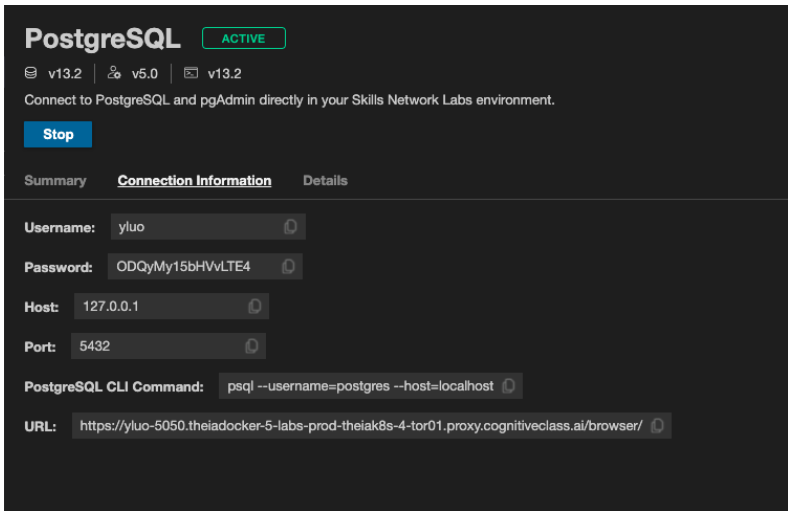 PostgreSQL ACTIVE
v13.2 v5.0 v13.2
Connect to PostgreSQL and pgAdmin directly in your Skills Network Labs environment.
Stop
Summary Connection Information Details
Username: yluo
Password: ODQyMy15bHVvLTE4
Host: 127.0.0.1
Port: 5432
PostgreSQL CLI Command: psql --username=postgres --host=localhost
URL: https://yluo-5050.theiadocker-5-labs-prod-theiak8s-4-tor01.proxy.cognitiveclass.ai/browser/